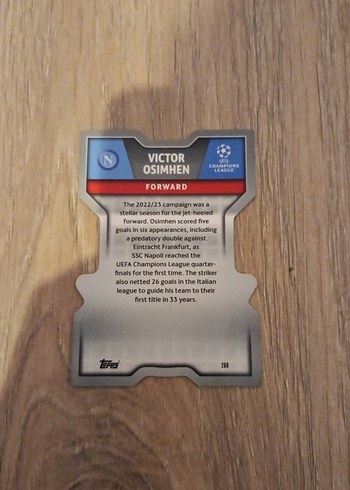 N
VICTOR
OSIMHEN
UEFA
CHAMPIONS
LEAGUE
FORWARD
The 2022/23 campaign was a
stellar season for the jet-heeled
forward. Osimhen scored five
goals in six appearances, including
a predatory double against
Eintracht Frankfurt, as
SSC Napoli reached the
UEFA Champions League quarter-
finals for the first time. The striker
also netted 26 goals in the Italian
league to guide his team to their
first title in 33 years.
Topps
268